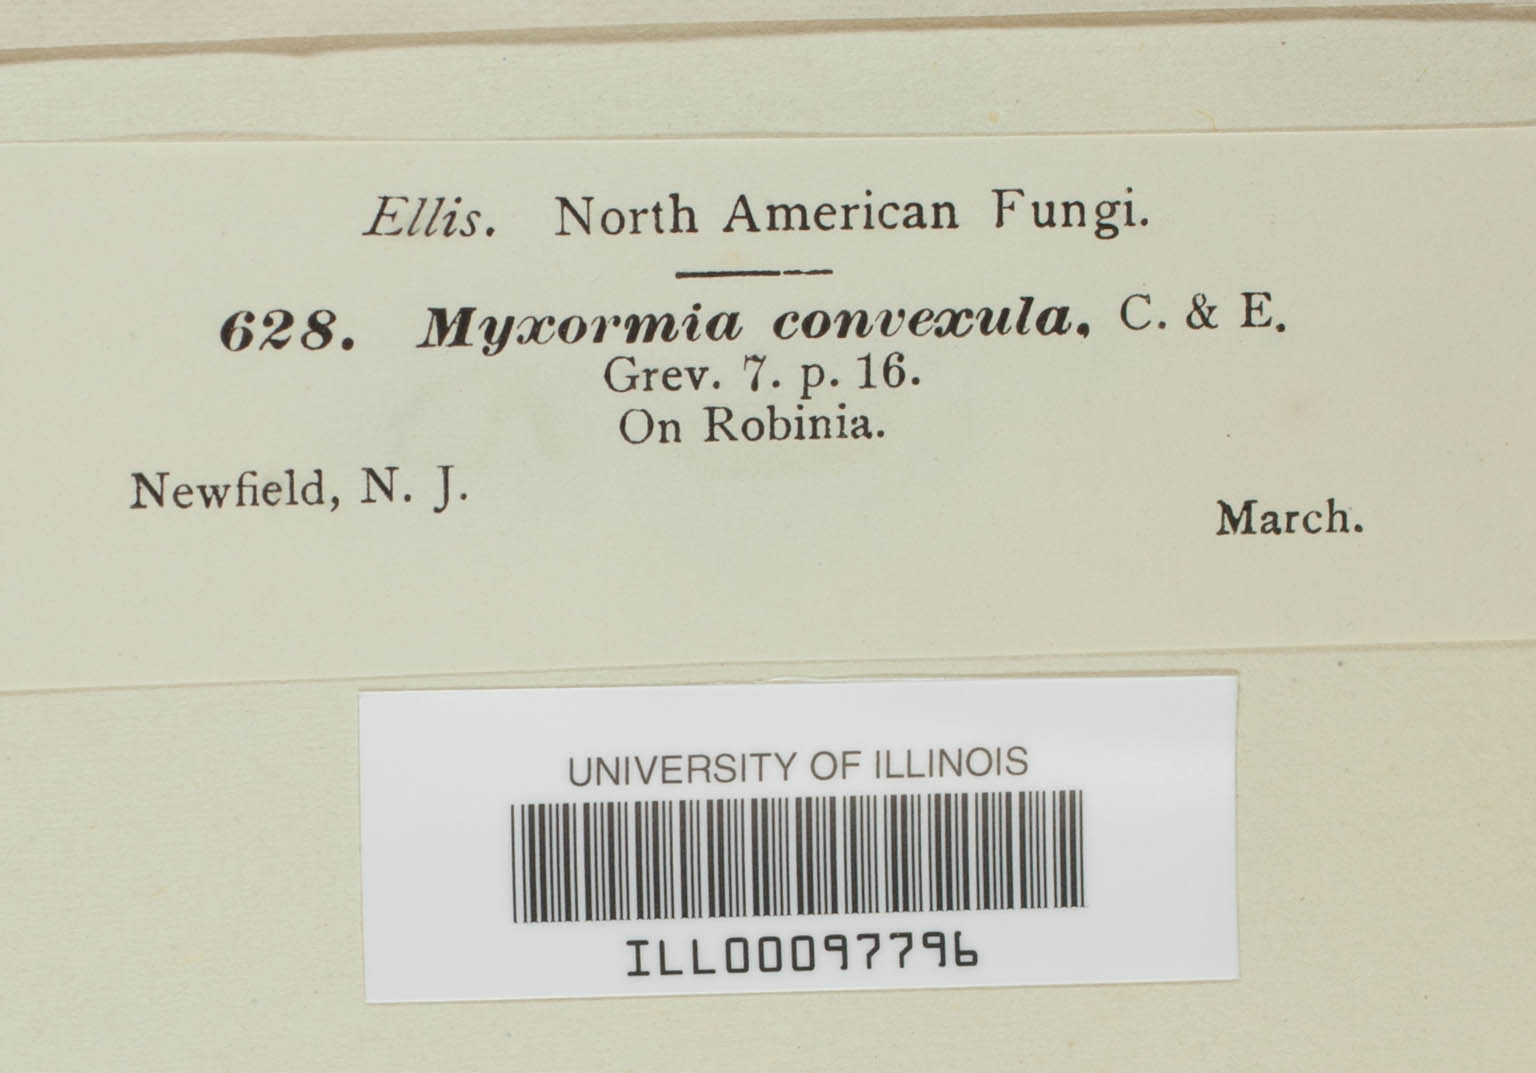 Ellis. North American Fungi.
628. Myxormia convexula, C. & E.
Grev. 7. p. 16.
On Robinia.
Newfield, N. J.
March.
UNIVERSITY OF ILLINOIS
ILL00097796